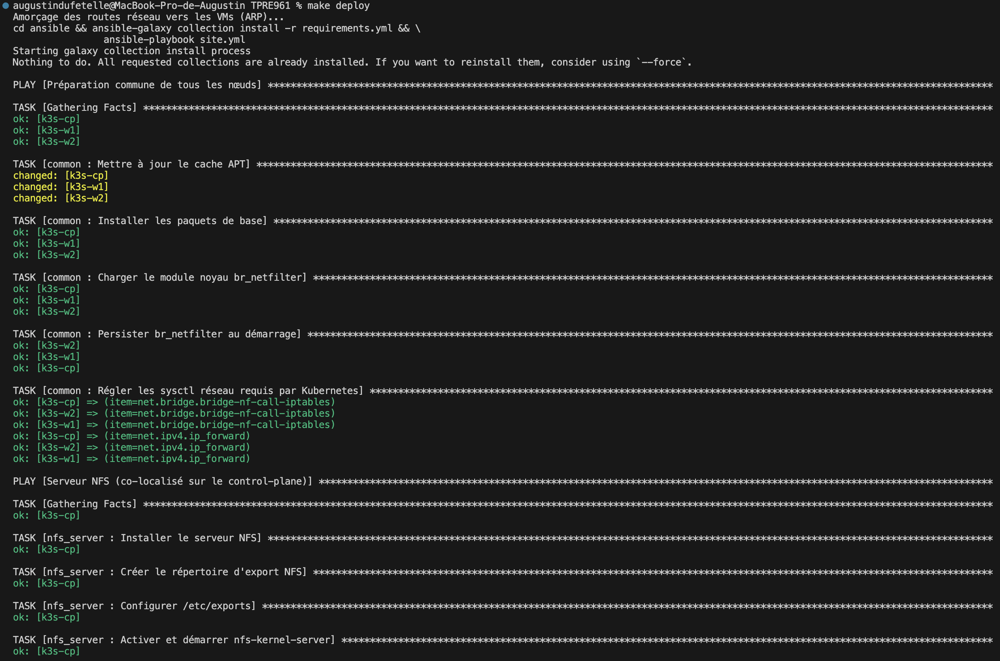 augustindufetelle@MacBook-Pro-de-Augustin TPRE961 % make deploy
Amorçage des routes réseau vers les VMs (ARP)...
cd ansible && ansible-galaxy collection install -r requirements.yml && \
ansible-playbook site.yml
Starting galaxy collection install process
Nothing to do. All requested collections are already installed. If you want to reinstall them, consider using `--force`.
PLAY [Préparation commune de tous les nœuds] ********************************************************************************************************************************
TASK [Gathering Facts] ******************************************************************************************************************************************************
ok: [k3s-cp]
ok: [k3s-w1]
ok: [k3s-w2]
TASK [common : Mettre à jour le cache APT] **********************************************************************************************************************************
changed: [k3s-cp]
changed: [k3s-w1]
changed: [k3s-w2]
TASK [common : Installer les paquets de base] *******************************************************************************************************************************
ok: [k3s-cp]
ok: [k3s-w1]
ok: [k3s-w2]
TASK [common : Charger le module noyau br_netfilter] ************************************************************************************************************************
ok: [k3s-cp]
ok: [k3s-w1]
ok: [k3s-w2]
TASK [common : Persister br_netfilter au démarrage] *************************************************************************************************************************
ok: [k3s-w2]
ok: [k3s-w1]
ok: [k3s-cp]
TASK [common : Régler les sysctl réseau requis par Kubernetes] **************************************************************************************************************
ok: [k3s-cp] => (item=net.bridge.bridge-nf-call-iptables)
ok: [k3s-w2] => (item=net.bridge.bridge-nf-call-iptables)
ok: [k3s-w1] => (item=net.bridge.bridge-nf-call-iptables)
ok: [k3s-cp] => (item=net.ipv4.ip_forward)
ok: [k3s-w2] => (item=net.ipv4.ip_forward)
ok: [k3s-w1] => (item=net.ipv4.ip_forward)
PLAY [Serveur NFS (co-localisé sur le control-plane)] ***********************************************************************************************************************
TASK [Gathering Facts] ******************************************************************************************************************************************************
ok: [k3s-cp]
TASK [nfs_server : Installer le serveur NFS] ********************************************************************************************************************************
ok: [k3s-cp]
TASK [nfs_server : Créer le répertoire d'export NFS] ************************************************************************************************************************
ok: [k3s-cp]
TASK [nfs_server : Configurer /etc/exports] *********************************************************************************************************************************
ok: [k3s-cp]
TASK [nfs_server : Activer et démarrer nfs-kernel-server] *******************************************************************************************************************
ok: [k3s-cp]